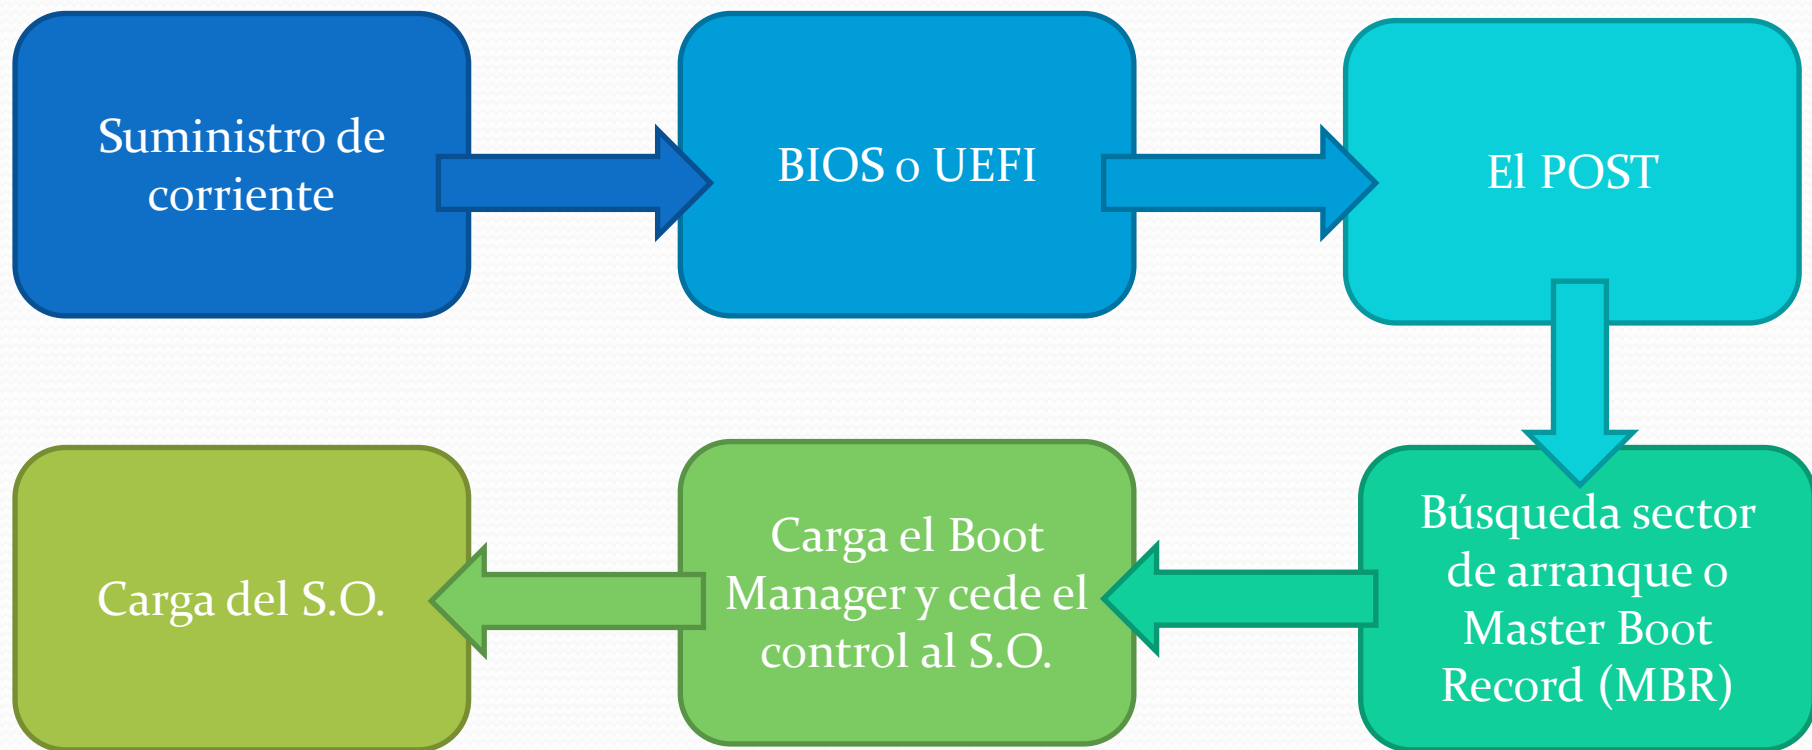 Suministro de
corriente
BIOS o UEFI
El POST
Búsqueda sector
de arranque o
Master Boot
Record (MBR)
Carga el Boot
Manager y cede el
control al S.O.
Carga del S.O.